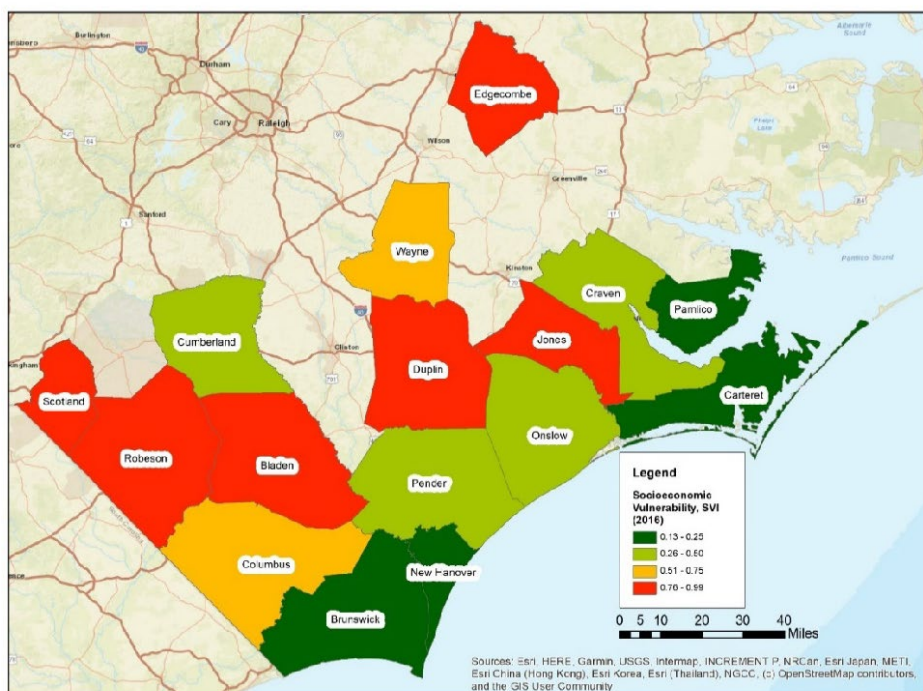 Burlington
Durham
Cary
Raleigh
Wilson
Greenville
Sanford
Kinston
Clinton
Pamlico Sound
Edgecombe
Wayne
Craven
Pamlico
Cumberland
Jones
Duplin
Carteret
Scotland
Onslow
Robeson
Bladen
Pender
Columbus
New Hanover
Brunswick
Legend
Socioeconomic
Vulnerability, SVI
(2016)
0.13 - 0.25
0.26 - 0.50
0.51 - 0.75
0.76 - 0.99
0 5 10 20 30 40
Miles
Sources: Esri, HERE, Garmin, USGS, Intermap, INCREMENT P, NRCan, Esri Japan, METI,
Esri China (Hong Kong), Esri Korea, Esri (Thailand), NGCC, (c) OpenStreetMap contributors,
and the GIS User Community